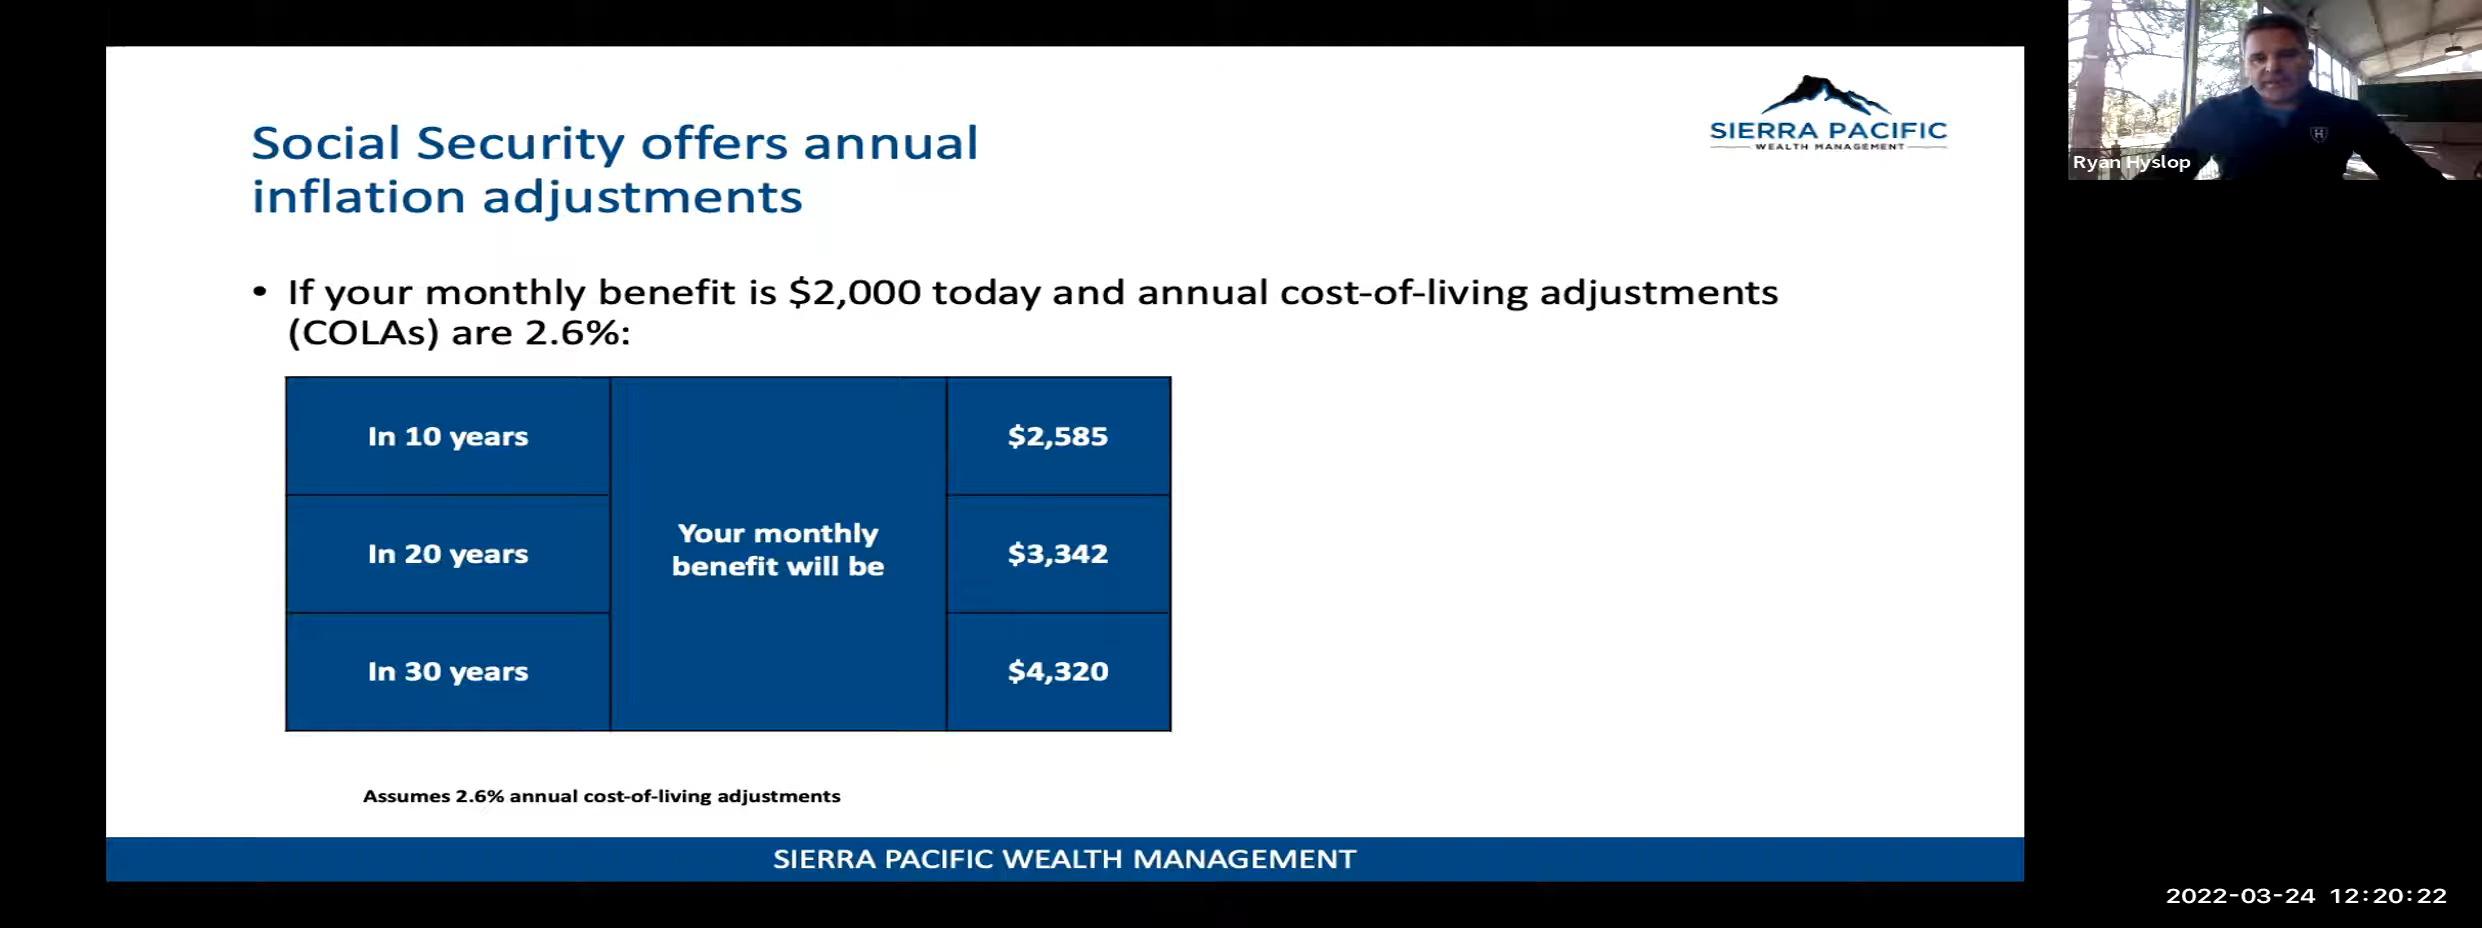 Social Security offers annual
inflation adjustments
SIERRA PACIFIC
WEALTH MANAGEMENT
Ryan Hyslop
• If your monthly benefit is $2,000 today and annual cost-of-living adjustments
(COLAs) are 2.6%:
In 10 years
$2,585
In 20 years
Your monthly
benefit will be
$3,342
In 30 years
$4,320
Assumes 2.6% annual cost-of-living adjustments
SIERRA PACIFIC WEALTH MANAGEMENT
2022-03-24 12:20:22